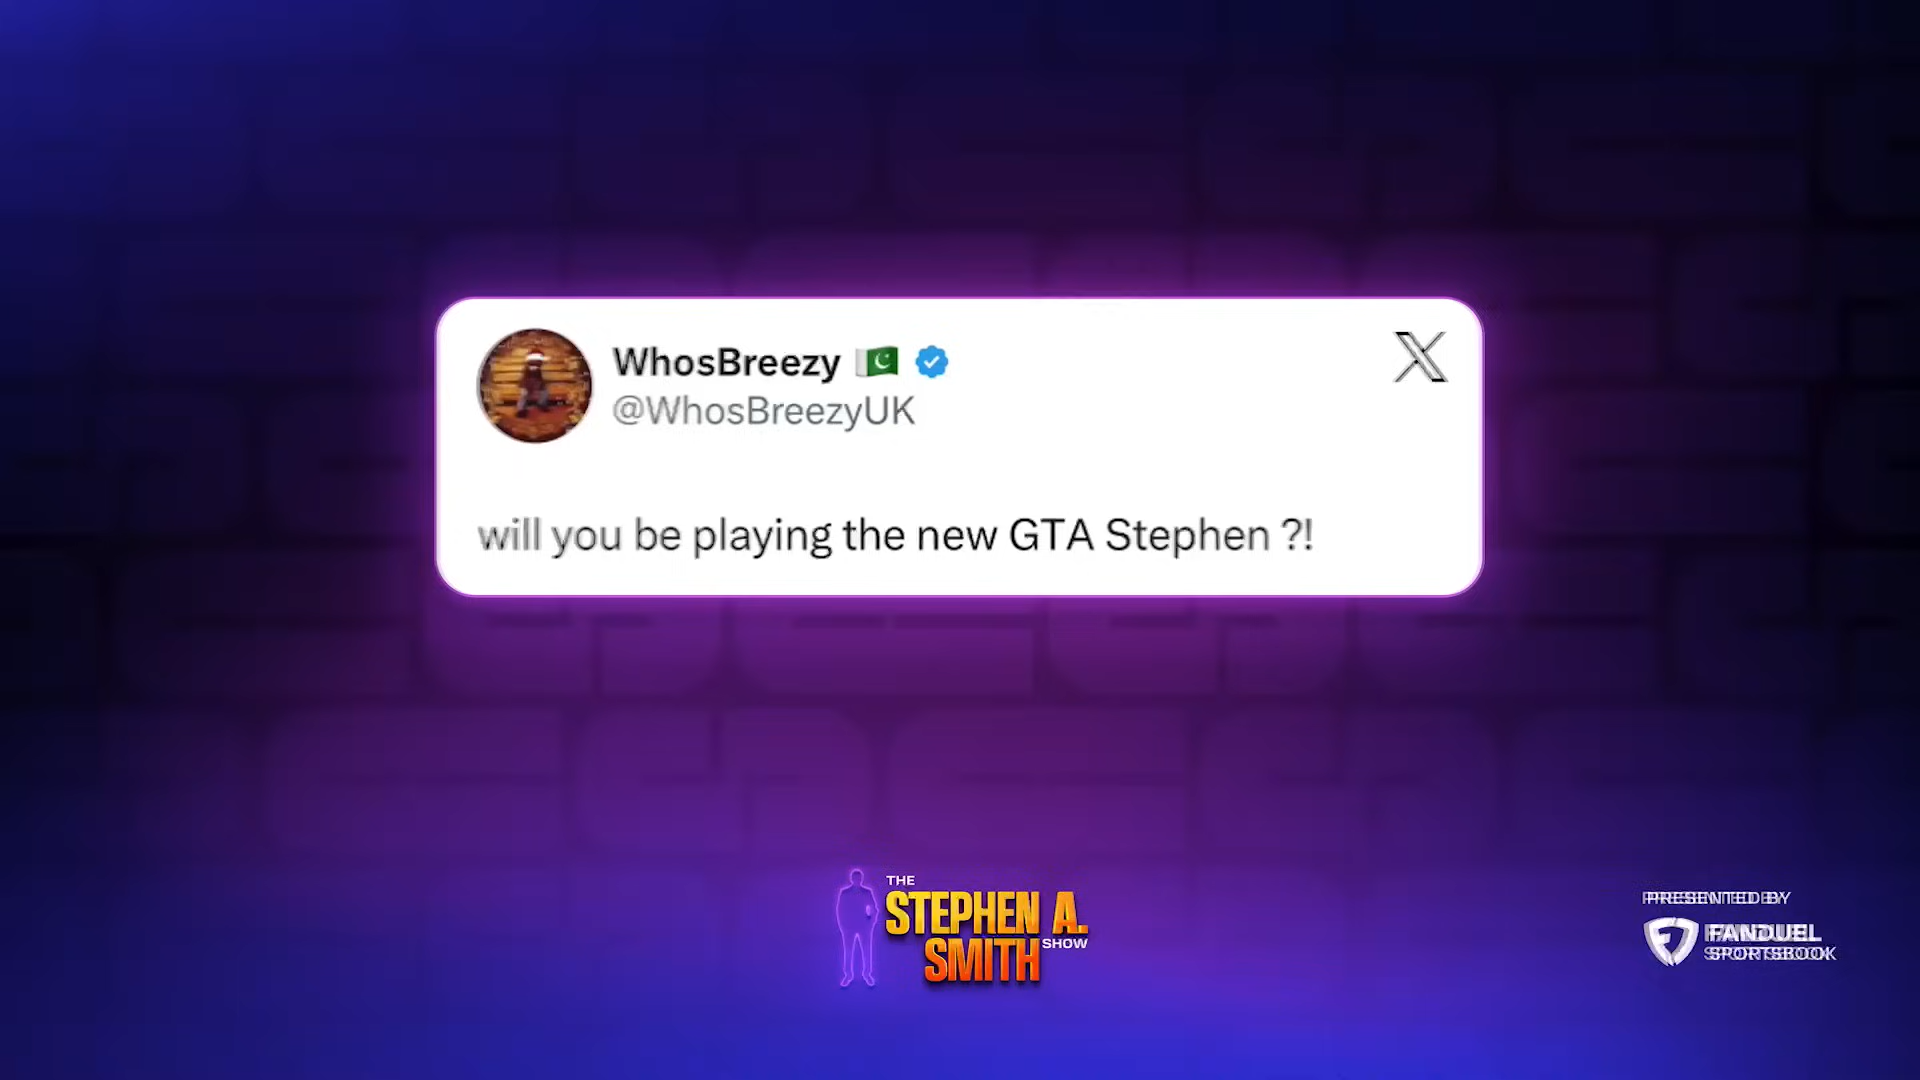 WhosBreezy
@WhosBreezyUK
X
will you be playing the new GTA Stephen ?!
THE
STEPHEN A.
SMITH SHOW
PRESENTED BY
FANDUEL
SPORTSBOOK